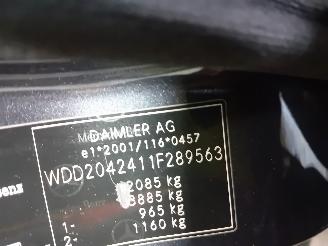 DAIMLER AG
e1*2001/116*0457
WDD2042411F289563
2085 kg
3885 kg
1- 965 kg
2- 1160 kg